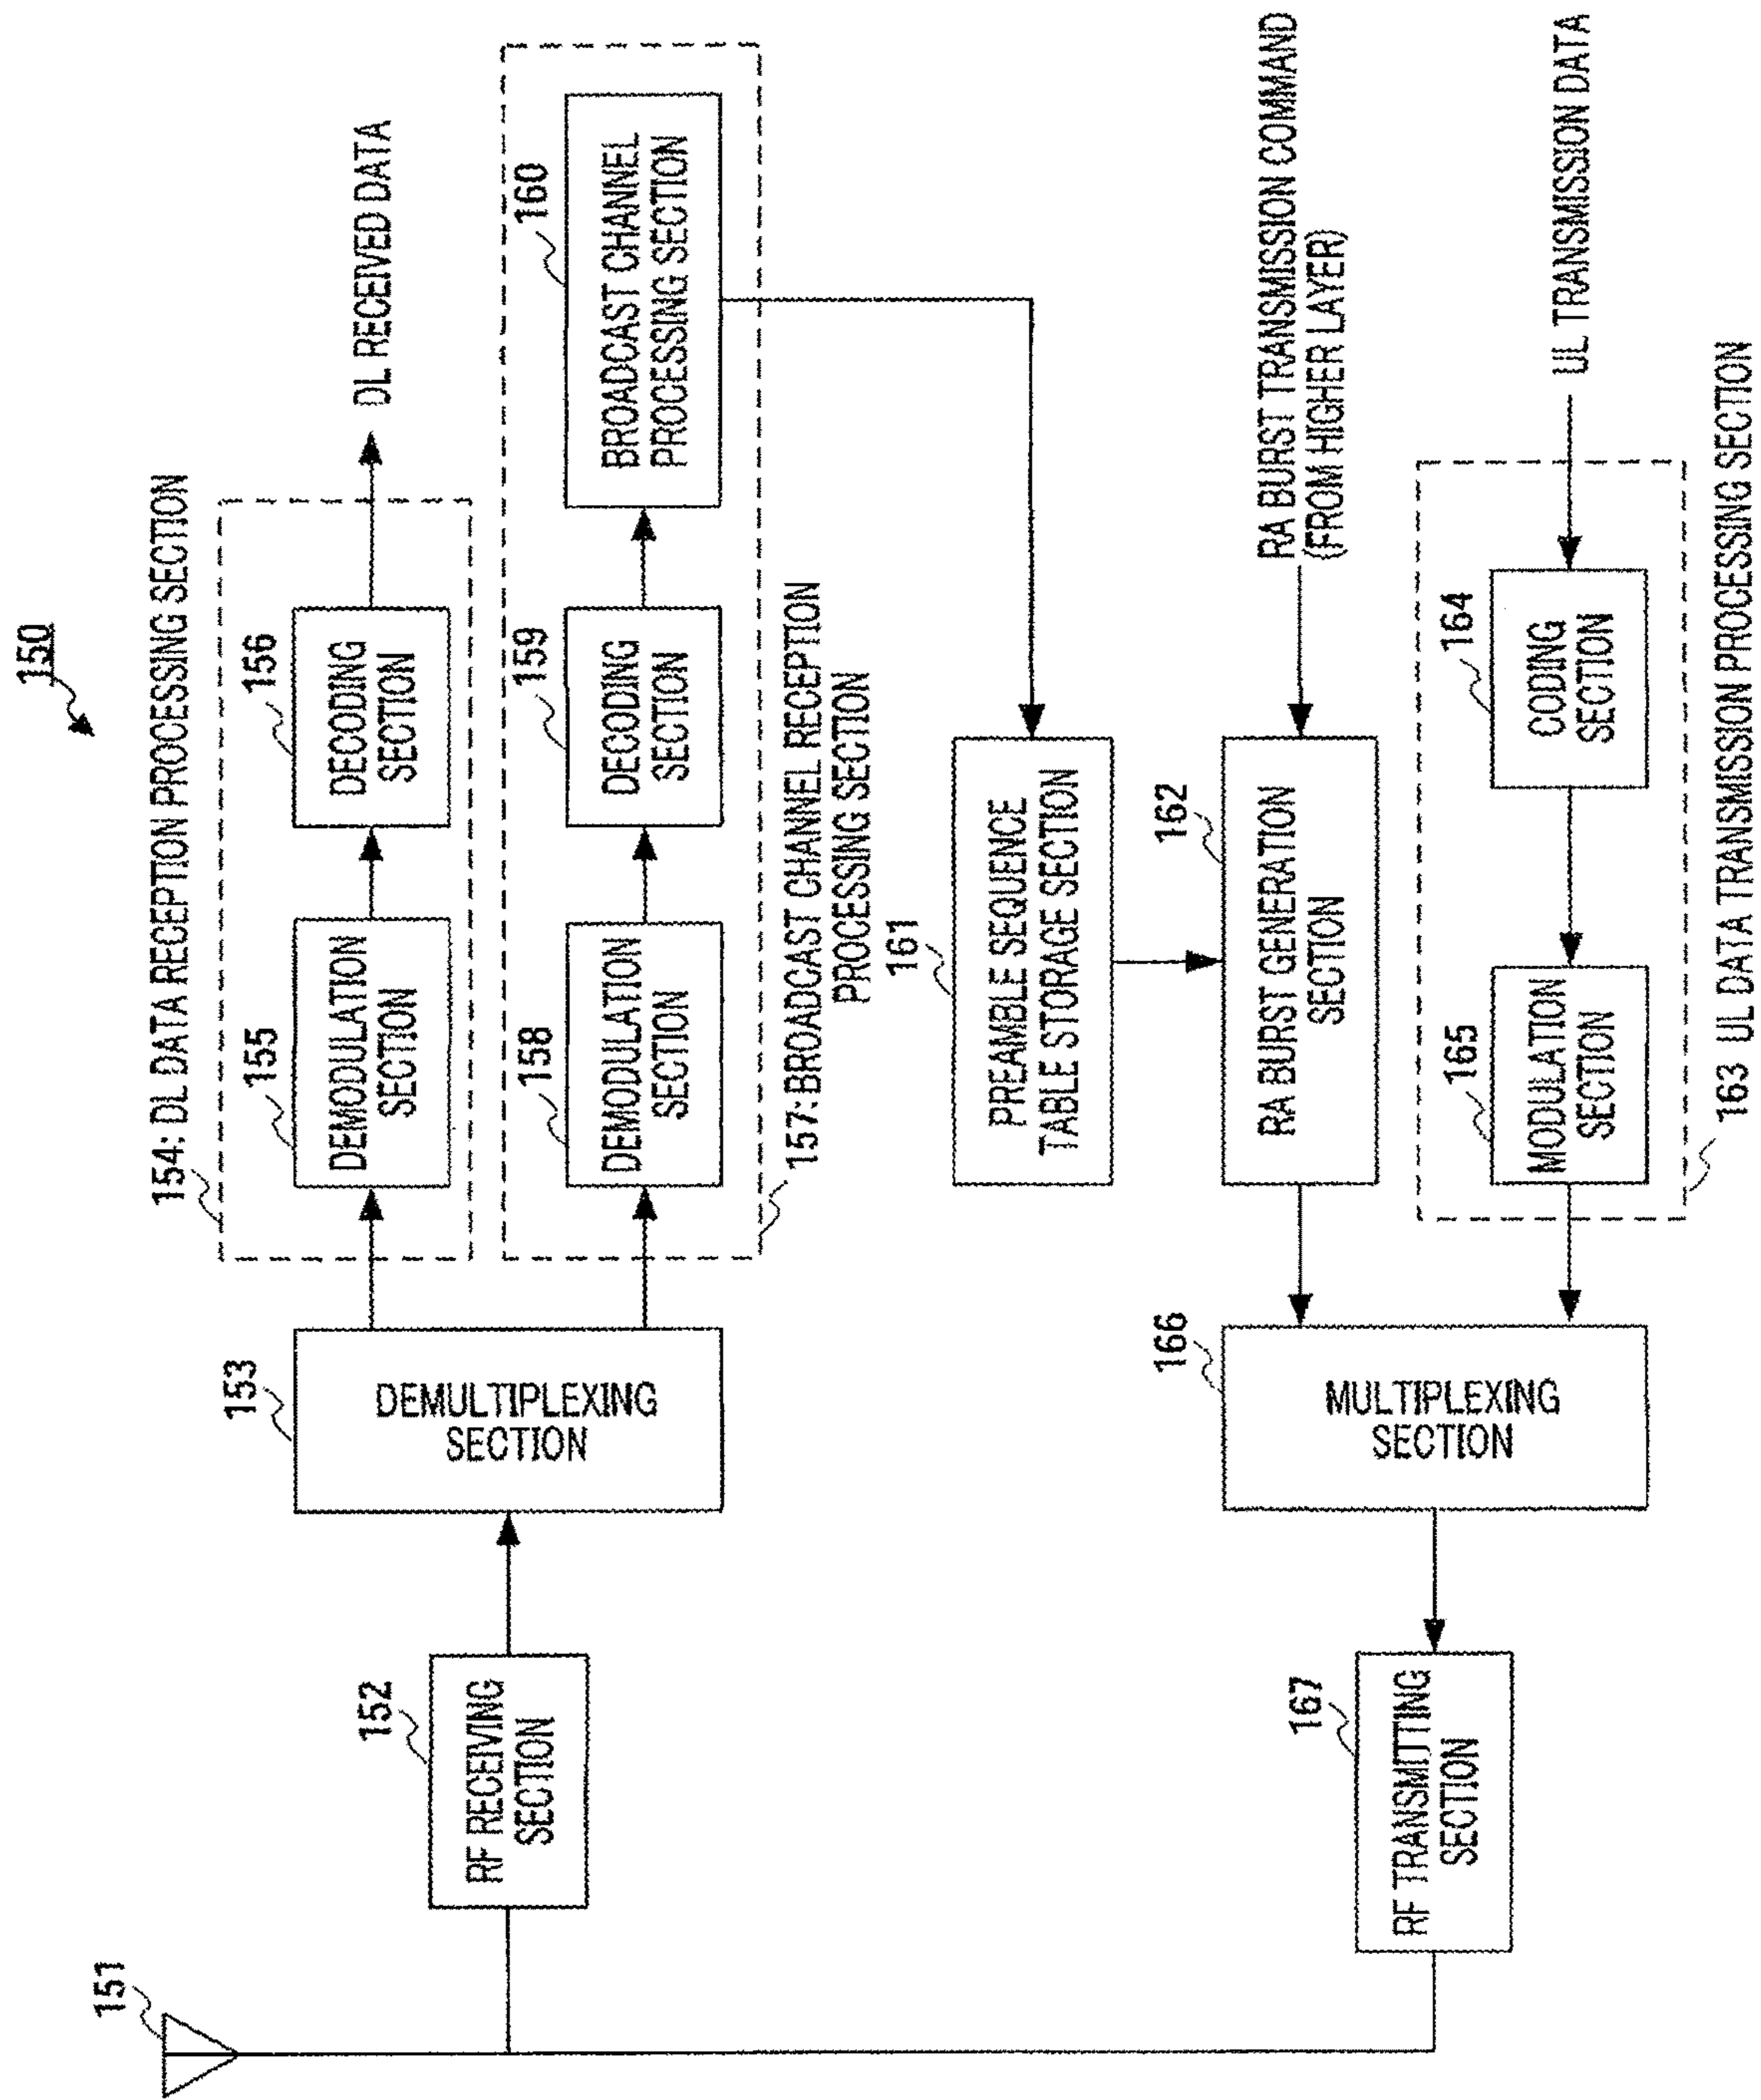 150
154: DL DATA RECEPTION PROCESSING SECTION
151
152
RF RECEIVING
SECTION
153
DEMULTIPLEXING
SECTION
155
DEMODULATION
SECTION
156
DECODING
SECTION
DL RECEIVED DATA
158
DEMODULATION
SECTION
159
DECODING
SECTION
160
BROADCAST CHANNEL
PROCESSING SECTION
157: BROADCAST CHANNEL RECEPTION
PROCESSING SECTION
161
PREAMBLE SEQUENCE
TABLE STORAGE SECTION
162
RA BURST GENERATION
SECTION
RA BURST TRANSMISSION COMMAND
(FROM HIGHER LAYER)
167
RF TRANSMITTING
SECTION
166
MULTIPLEXING
SECTION
165
MODULATION
SECTION
164
CODING
SECTION
UL TRANSMISSION DATA
163 UL DATA TRANSMISSION PROCESSING SECTION